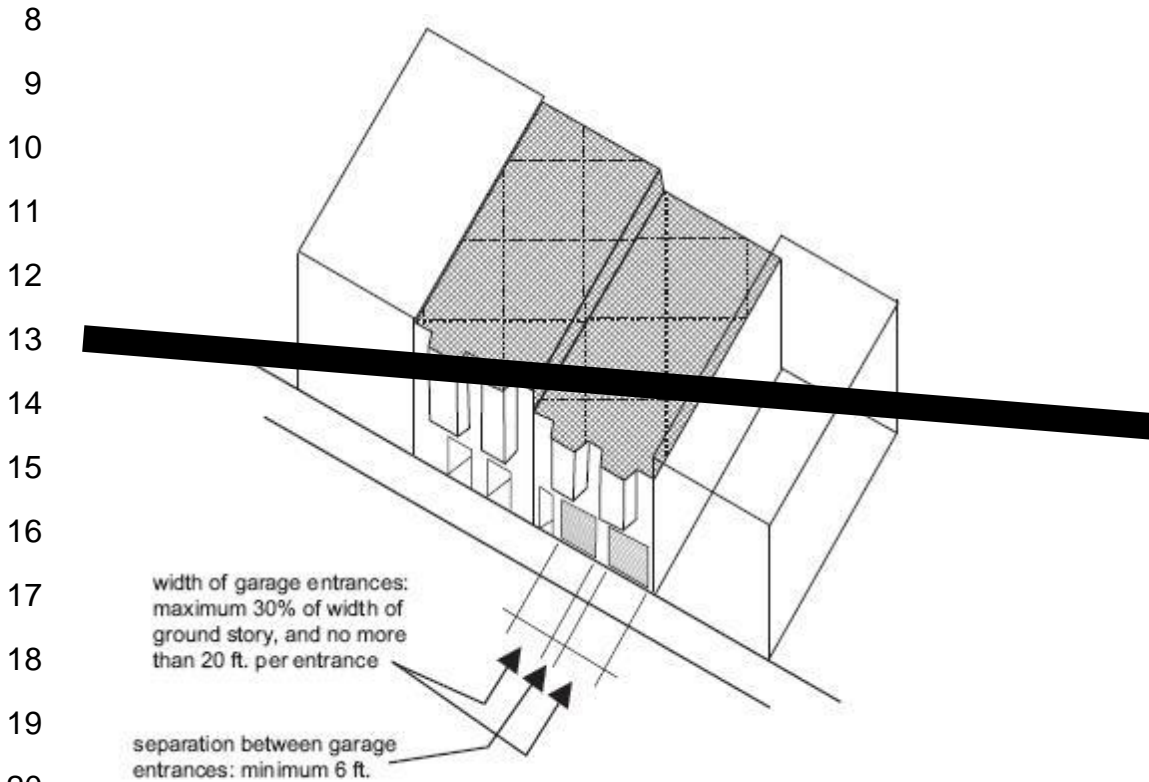 8
9
10
11
12
13
14
15
16
17
width of garage entrances:
maximum 30% of width of
ground story, and no more
than 20 ft. per entrance
18
19
separation between garage
entrances: minimum 6 ft.
20